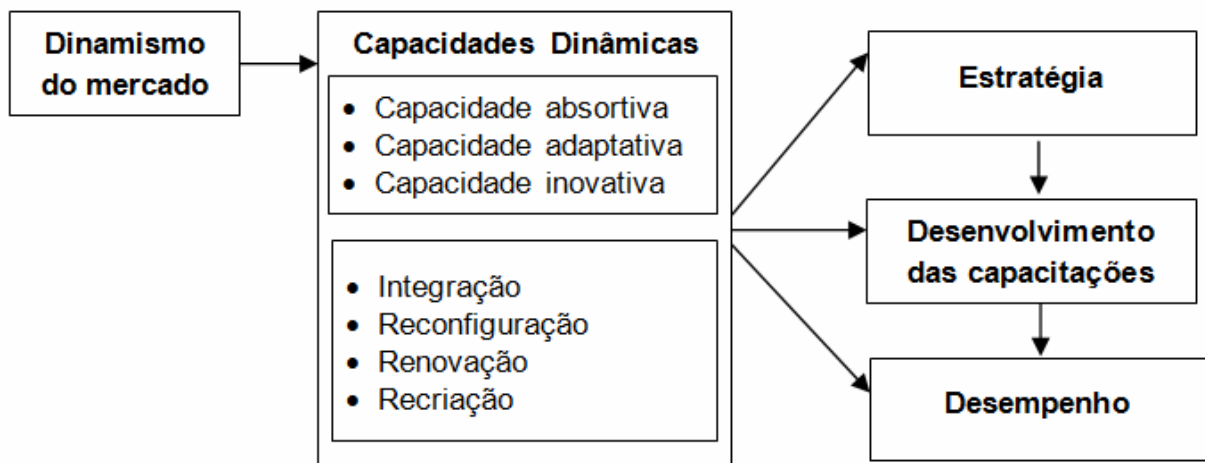 Dinamismo
do mercado
Capacidades Dinâmicas
• Capacidade absortiva
• Capacidade adaptativa
• Capacidade inovativa
• Integração
• Reconfiguração
• Renovação
• Recriação
Estratégia
Desenvolvimento
das capacitações
Desempenho